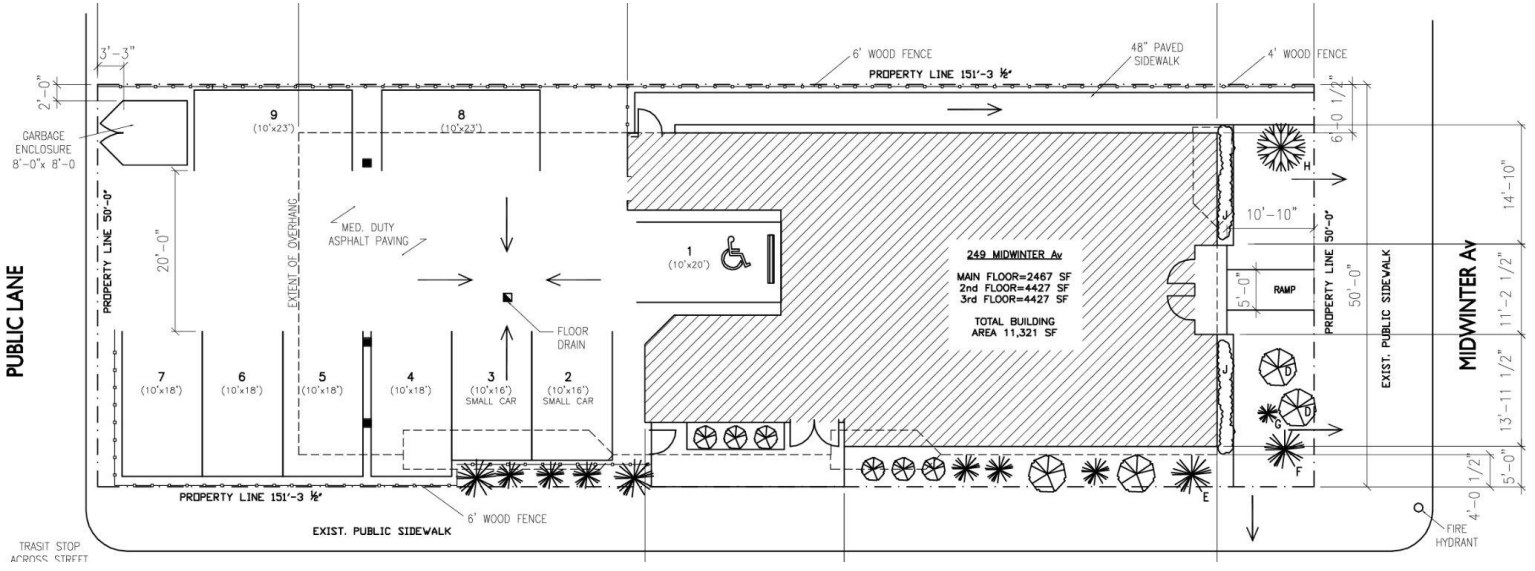 3'-3"
6' WOOD FENCE
48" PAVED
SIDEWALK
4' WOOD FENCE
PROPERTY LINE 151'-3 ½"
2'-0"
GARBAGE
ENCLOSURE
8'-0"x 8'-0
9
(10'x23')
8
(10'x23')
6'-0 1/2"
H
PUBLIC LANE
PROPERTY LINE 50'-0"
20'-0"
EXTENT OF OVERHANG
MED. DUTY
ASPHALT PAVING
1
(10'x20')
249 MIDWINTER Av
MAIN FLOOR=2467 SF
2nd FLOOR=4427 SF
3rd FLOOR=4427 SF
TOTAL BUILDING
AREA 11,321 SF
J
10'-10"
5'-0"
RAMP
PROPERTY LINE 50'-0"
50'-0"
EXIST. PUBLIC SIDEWALK
MIDWINTER Av
14'-10"
11'-2 1/2"
13'-11 1/2"
5'-0"
4'-0 1/2"
FLOOR
DRAIN
7
(10'x18')
6
(10'x18')
5
(10'x18')
4
(10'x18')
3
(10'x16')
SMALL CAR
2
(10'x16')
SMALL CAR
J
D
D
G
F
E
PROPERTY LINE 151'-3 ½"
6' WOOD FENCE
EXIST. PUBLIC SIDEWALK
FIRE
HYDRANT
TRASIT STOP
ACROSS STREET